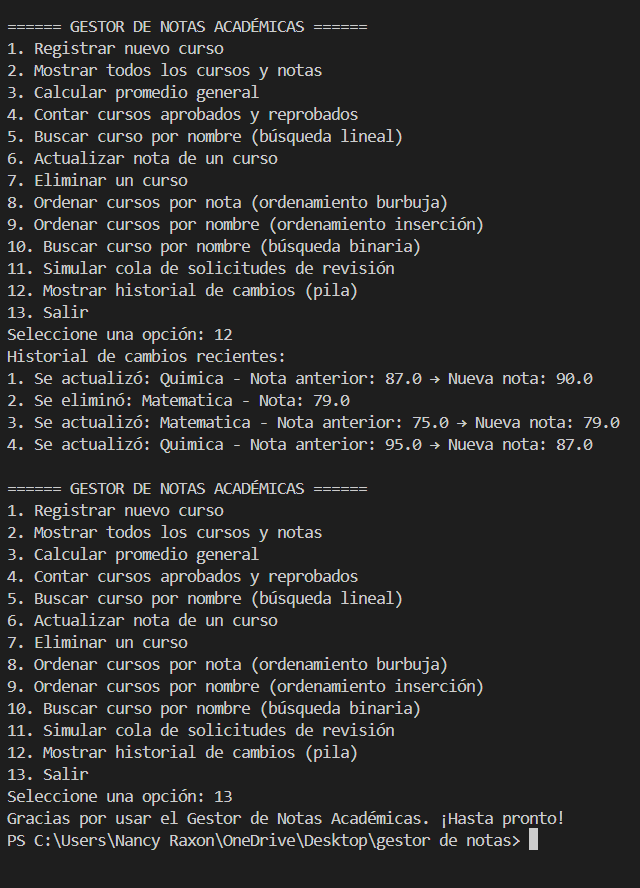 ====== GESTOR DE NOTAS ACADÉMICAS ======
1. Registrar nuevo curso
2. Mostrar todos los cursos y notas
3. Calcular promedio general
4. Contar cursos aprobados y reprobados
5. Buscar curso por nombre (búsqueda lineal)
6. Actualizar nota de un curso
7. Eliminar un curso
8. Ordenar cursos por nota (ordenamiento burbuja)
9. Ordenar cursos por nombre (ordenamiento inserción)
10. Buscar curso por nombre (búsqueda binaria)
11. Simular cola de solicitudes de revisión
12. Mostrar historial de cambios (pila)
13. Salir
Seleccione una opción: 12
Historial de cambios recientes:
1. Se actualizó: Quimica - Nota anterior: 87.0 → Nueva nota: 90.0
2. Se eliminó: Matematica - Nota: 79.0
3. Se actualizó: Matematica - Nota anterior: 75.0 → Nueva nota: 79.0
4. Se actualizó: Quimica - Nota anterior: 95.0 → Nueva nota: 87.0

====== GESTOR DE NOTAS ACADÉMICAS ======
1. Registrar nuevo curso
2. Mostrar todos los cursos y notas
3. Calcular promedio general
4. Contar cursos aprobados y reprobados
5. Buscar curso por nombre (búsqueda lineal)
6. Actualizar nota de un curso
7. Eliminar un curso
8. Ordenar cursos por nota (ordenamiento burbuja)
9. Ordenar cursos por nombre (ordenamiento inserción)
10. Buscar curso por nombre (búsqueda binaria)
11. Simular cola de solicitudes de revisión
12. Mostrar historial de cambios (pila)
13. Salir
Seleccione una opción: 13
Gracias por usar el Gestor de Notas Académicas. ¡Hasta pronto!
PS C:\Users\Nancy Raxon\OneDrive\Desktop\gestor de notas>